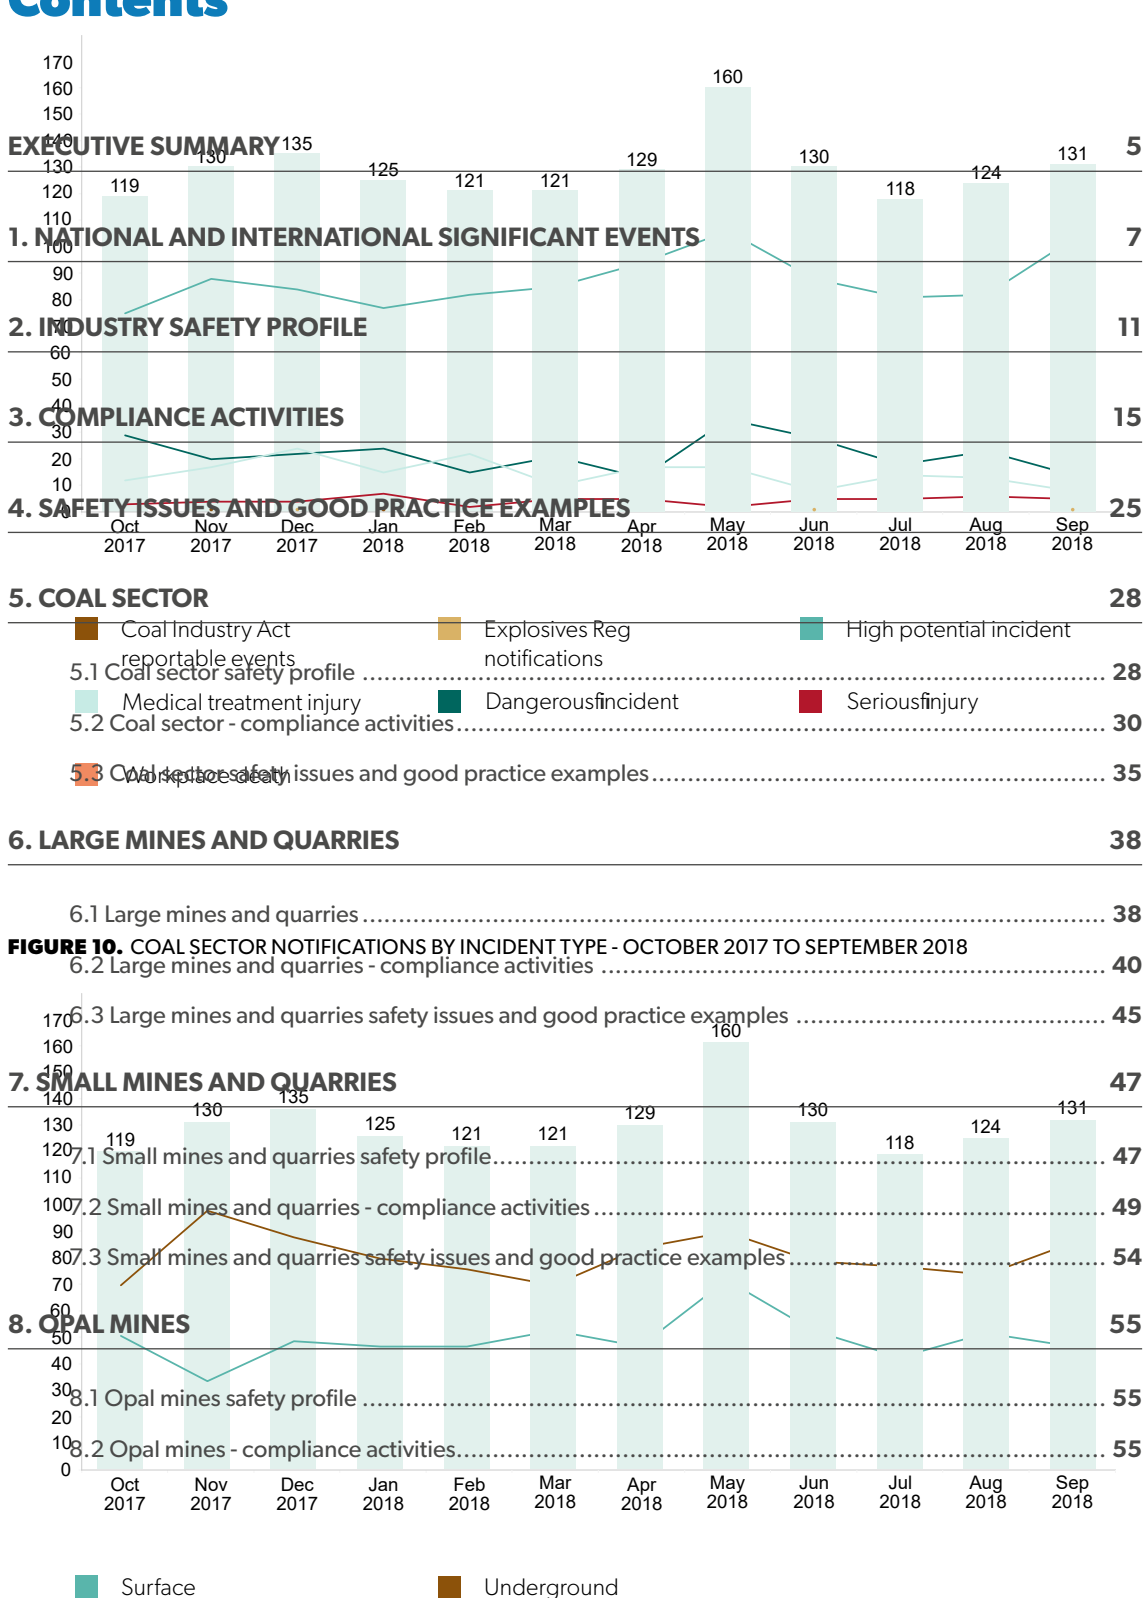 Contents
170
160
150
140
130
120
110
100
90
80
70
60
50
40
30
20
10
0
119
130
135
125
121
121
129
160
130
118
124
131
EXECUTIVE SUMMARY 5
1. NATIONAL AND INTERNATIONAL SIGNIFICANT EVENTS 7
2. INDUSTRY SAFETY PROFILE 11
3. COMPLIANCE ACTIVITIES 15
4. SAFETY ISSUES AND GOOD PRACTICE EXAMPLES 25
Oct Nov Dec Jan Feb Mar Apr May Jun Jul Aug Sep
2017 2017 2017 2018 2018 2018 2018 2018 2018 2018 2018 2018
5. COAL SECTOR 28
Coal Industry Act
reportable events
Explosives Reg
notifications
High potential incident
5.1 Coal sector safety profile 28
Medical treatment injury
Dangerous incident
Serious injury
5.2 Coal sector - compliance activities 30
Workplace death
5.3 Coal sector safety issues and good practice examples 35
6. LARGE MINES AND QUARRIES 38
6.1 Large mines and quarries 38
FIGURE 10. COAL SECTOR NOTIFICATIONS BY INCIDENT TYPE - OCTOBER 2017 TO SEPTEMBER 2018
6.2 Large mines and quarries - compliance activities 40
6.3 Large mines and quarries safety issues and good practice examples 45
170
160
150
140
130
120
110
100
90
80
70
60
50
40
30
20
10
0
119
130
135
125
121
121
129
160
130
118
124
131
7. SMALL MINES AND QUARRIES 47
7.1 Small mines and quarries safety profile 47
7.2 Small mines and quarries - compliance activities 49
7.3 Small mines and quarries safety issues and good practice examples 54
8. OPAL MINES 55
8.1 Opal mines safety profile 55
8.2 Opal mines - compliance activities 55
Oct Nov Dec Jan Feb Mar Apr May Jun Jul Aug Sep
2017 2017 2017 2018 2018 2018 2018 2018 2018 2018 2018 2018
Surface
Underground